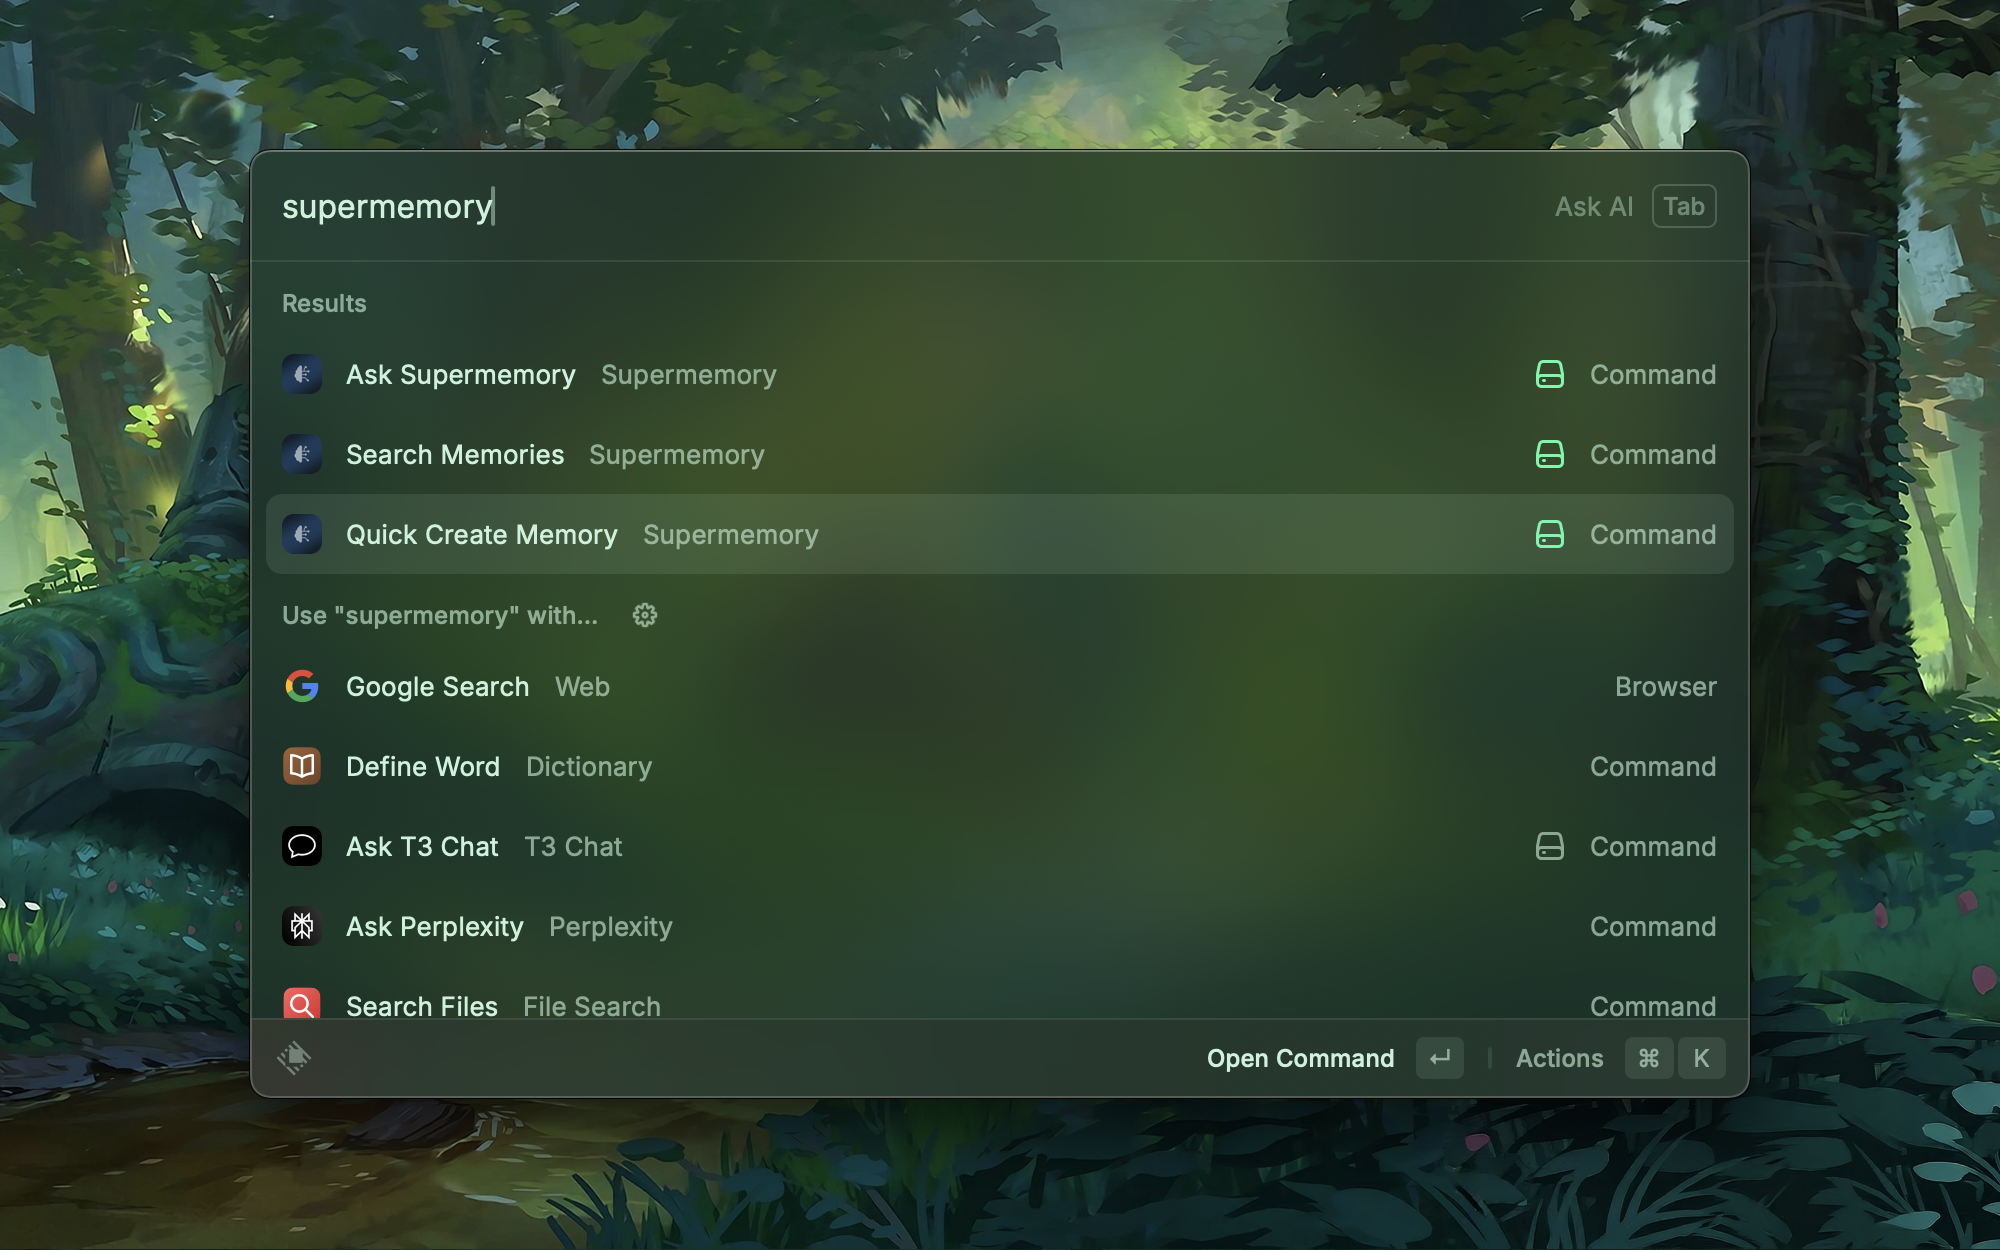 supermemory
Ask AI Tab
Results
Ask Supermemory Supermemory Command
Search Memories Supermemory Command
Quick Create Memory Supermemory Command
Use "supermemory" with...
Google Search Web Browser
Define Word Dictionary Command
Ask T3 Chat T3 Chat Command
Ask Perplexity Perplexity Command
Search Files File Search Command
Open Command ↵ Actions ⌘ K